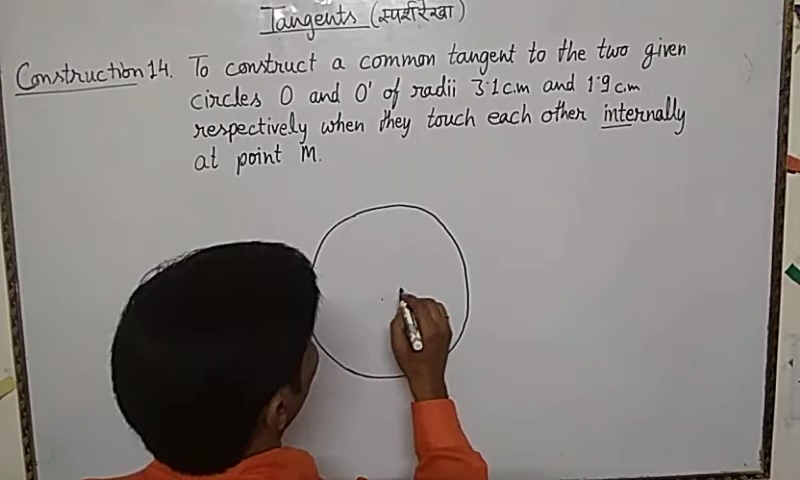 Tangents (स्पर्शरेखा)
Construction 14. To construct a common tangent to the two given
circles O and O' of radii 3·1 c.m and 1·9 c.m
respectively when they touch each other internally
at point M.